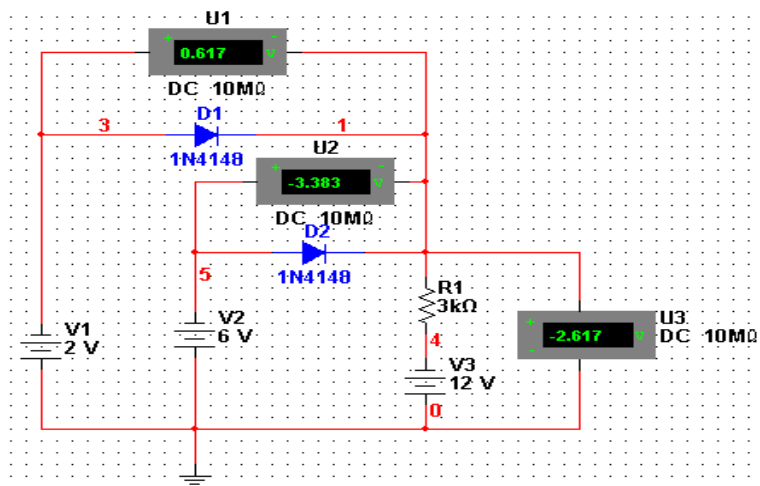 U1
+ 0.617 - V
DC 10MΩ
D1
3 1
1N4148
U2
+ -3.383 - V
DC 10MΩ
D2
1N4148
5
R1
3kΩ
V1
2 V
V2
6 V
4
V3
12 V
0
U3
+ -2.617 - V
DC 10MΩ